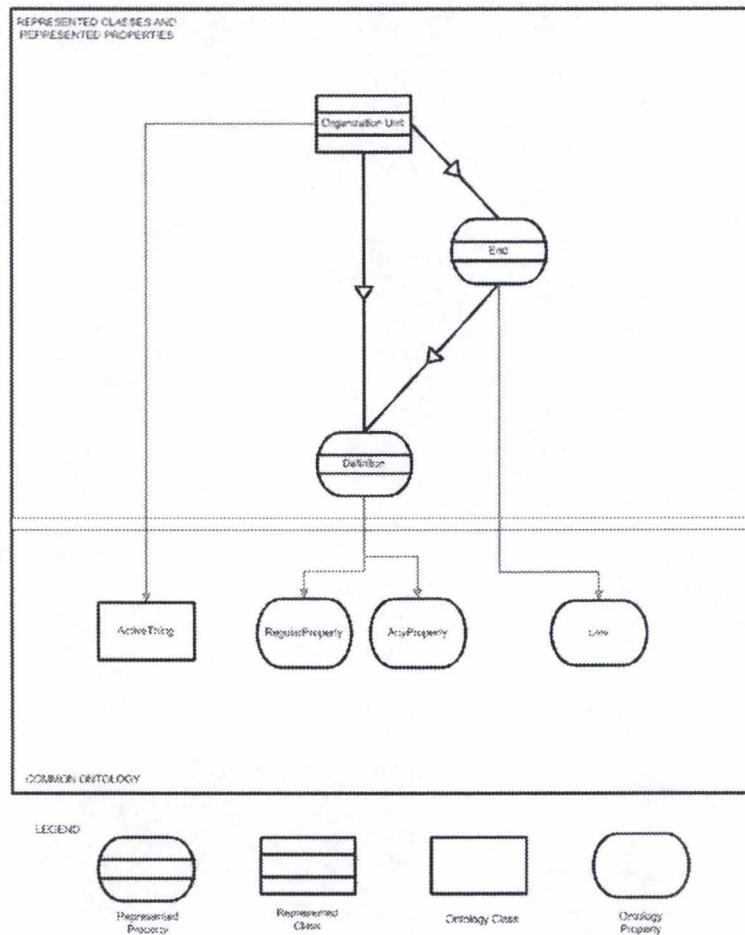 REPRESENTED CLASSES AND
REPRESENTED PROPERTIES
Organization Unit
End
Definition
ActiveThing
RegularProperty
AnyProperty
Law
COMMON ONTOLOGY
LEGEND
Represented
Property
Represented
Class
Ontology Class
Ontology
Property